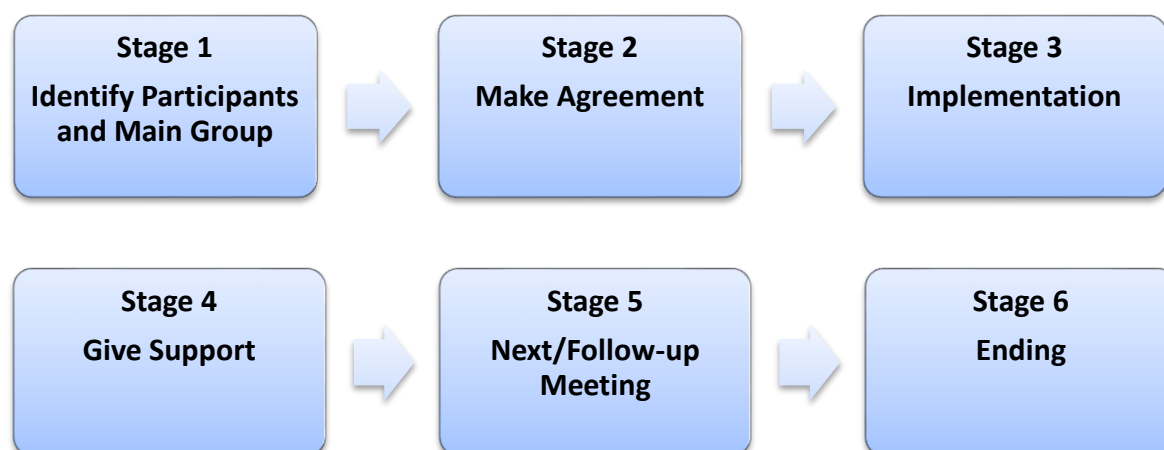 Stage 1
Identify Participants
and Main Group
Stage 2
Make Agreement
Stage 3
Implementation
Stage 4
Give Support
Stage 5
Next/Follow-up
Meeting
Stage 6
Ending